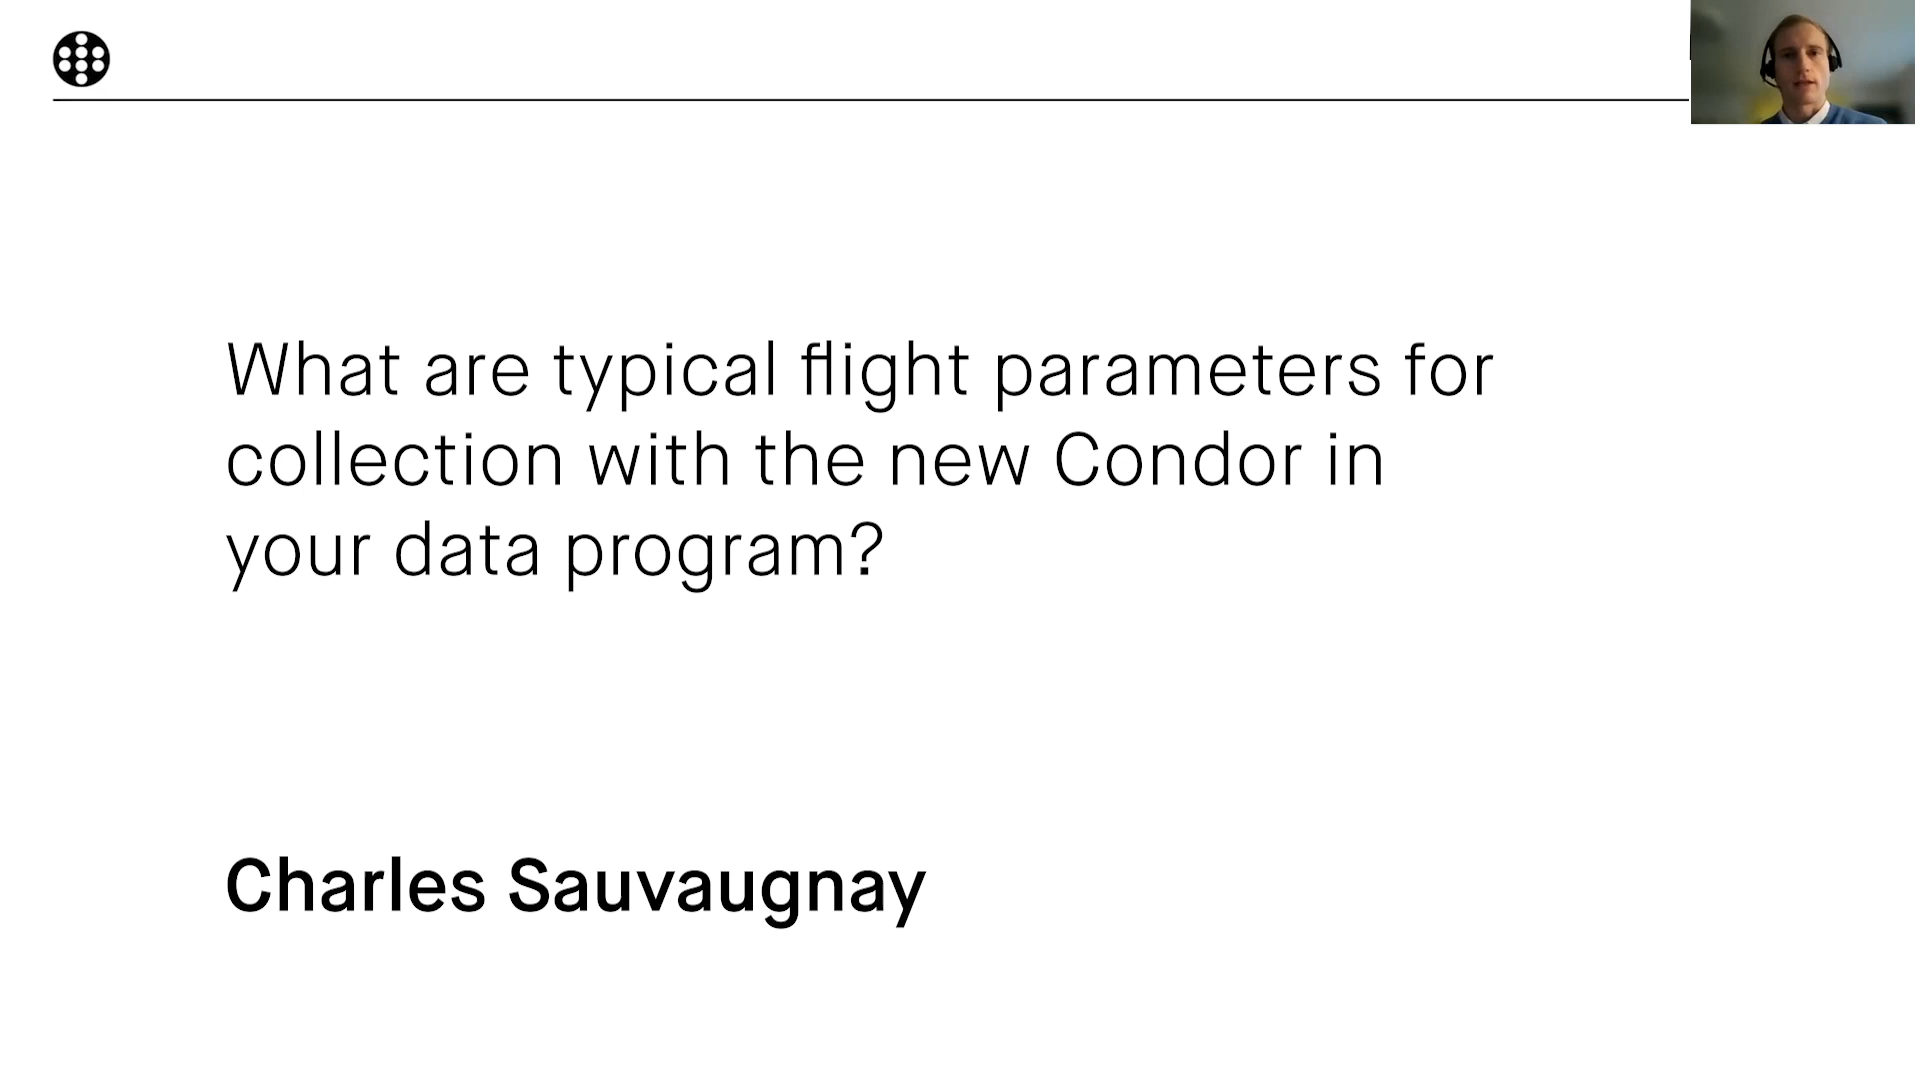 What are typical flight parameters for
collection with the new Condor in
your data program?
Charles Sauvaugnay